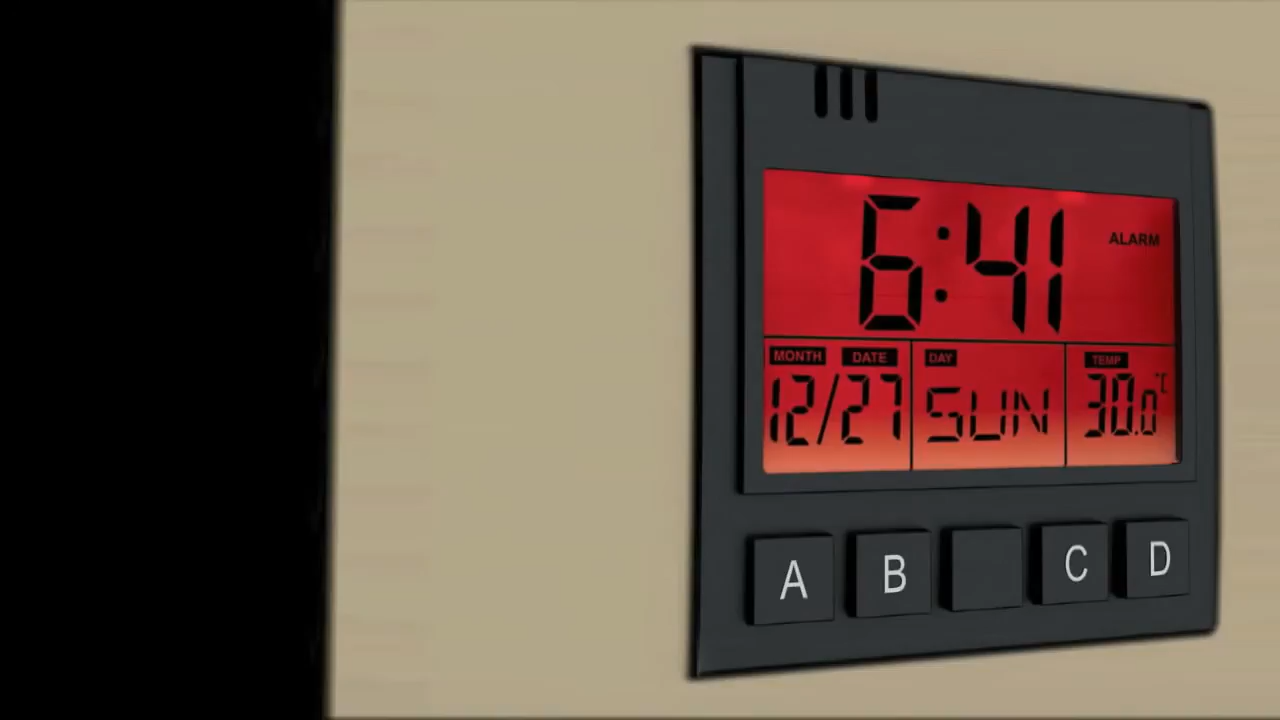 6:41
ALARM
MONTH DATE DAY TEMP
12/27 SUN 30.0℃
A B C D